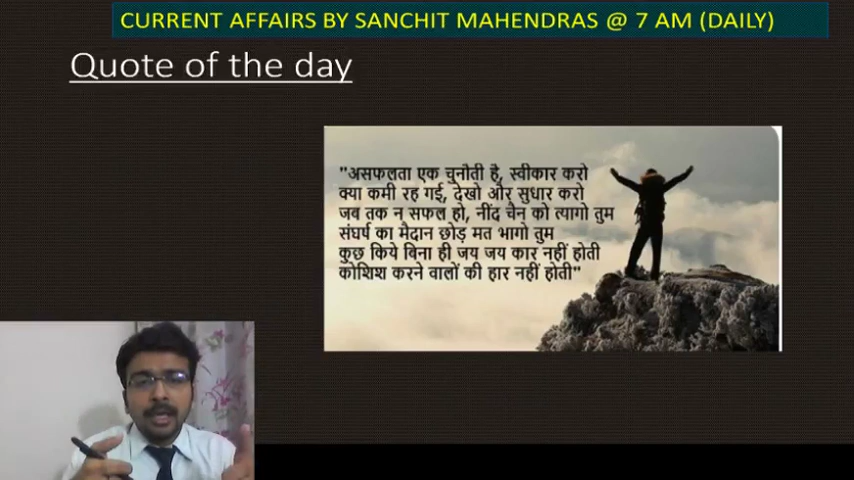 CURRENT AFFAIRS BY SANCHIT MAHENDRAS @ 7 AM (DAILY)
Quote of the day
"असफलता एक चुनौती है, स्वीकार करो
क्या कमी रह गई, देखो और सुधार करो
जब तक न सफल हो, नींद चैन को त्यागो तुम
संघर्ष का मैदान छोड़ मत भागो तुम
कुछ किये बिना ही जय जय कार नहीं होती
कोशिश करने वालों की हार नहीं होती"